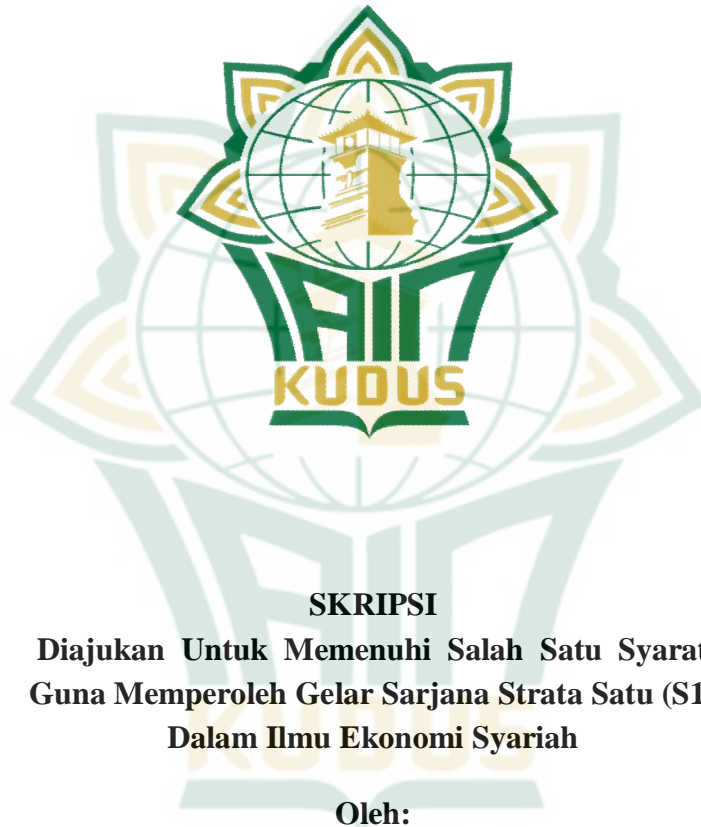 IAIN
KUDUS
SKRIPSI
Diajukan Untuk Memenuhi Salah Satu Syarat
Guna Memperoleh Gelar Sarjana Strata Satu (S1
Dalam Ilmu Ekonomi Syariah
Oleh: